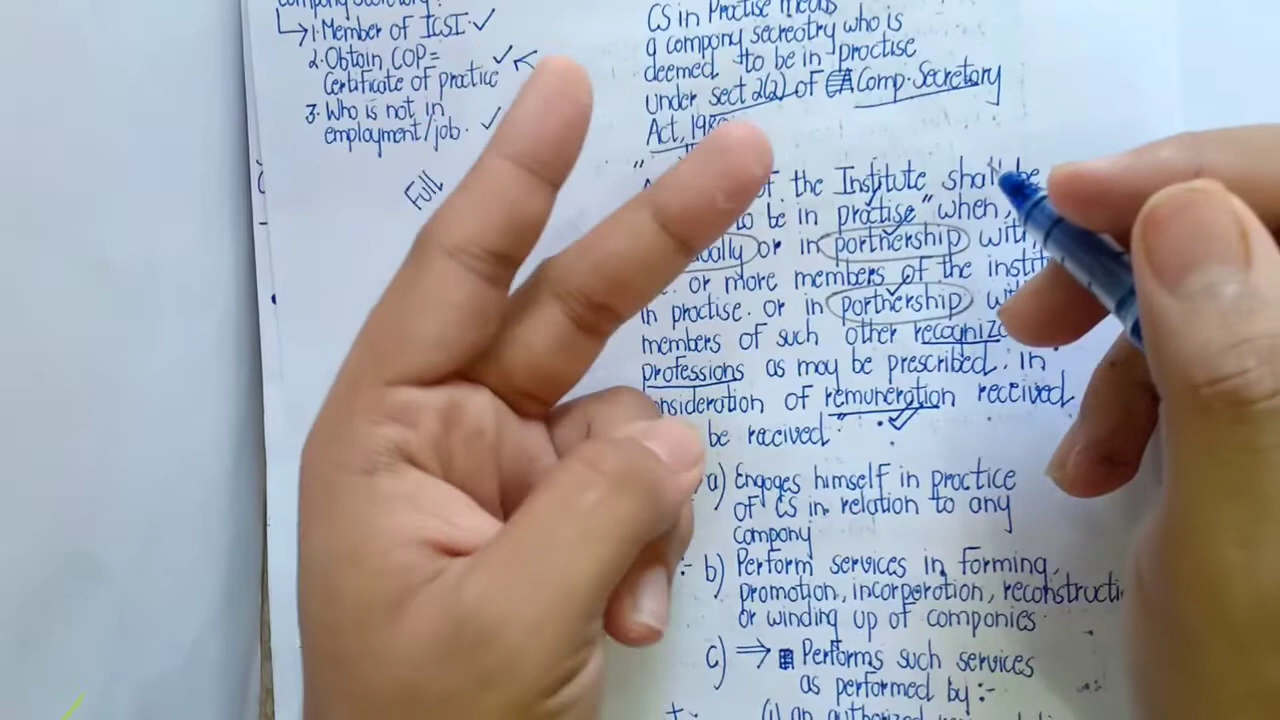 1. Member of ICSI
2. Obtain COP =
Certificate of practice
3. Who is not in
employment/job.
Full
CS in Practise means
a company secreotry who is
deemed to be in practise
under sect 2(2) of Comp. Secretary
Act, 198
of the Institute shall be
to be in practise" when,
or in partnership with
or more members of the
in practise. or in partnership
members of such other
professions as may be prescribed. in
of remuneration received
be received
a) Engages himself in practice
of CS in relation to any
company
b) Perform services in forming,
promotion, incorporation,
or winding up of companies
c) ⇒ Performs such services
as performed by :-
(i) an authorized